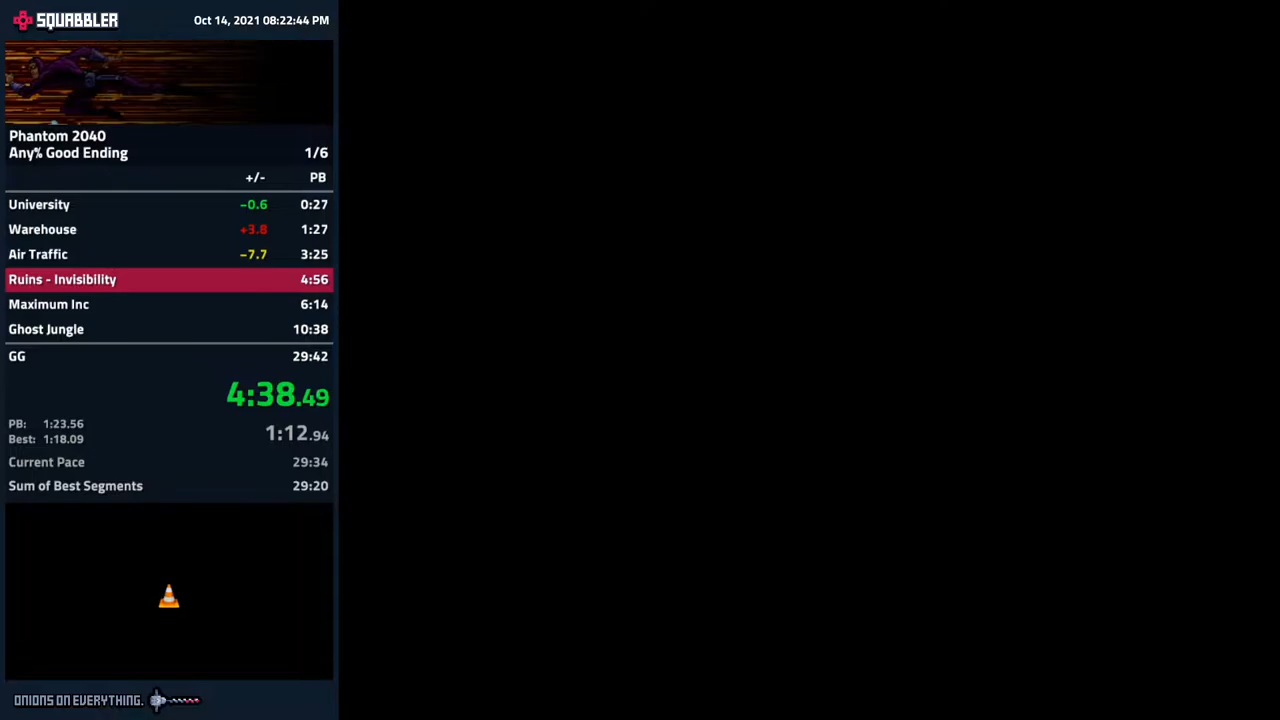 SQUABBLER
Oct 14, 2021 08:22:44 PM
Phantom 2040
Any% Good Ending 1/6
+/- PB
University −0.6 0:27
Warehouse +3.8 1:27
Air Traffic −7.7 3:25
Ruins - Invisibility 4:56
Maximum Inc 6:14
Ghost Jungle 10:38
GG 29:42
4:38.49
PB: 1:23.56
Best: 1:18.09
1:12.94
Current Pace 29:34
Sum of Best Segments 29:20
ONIONS ON EVERYTHING.